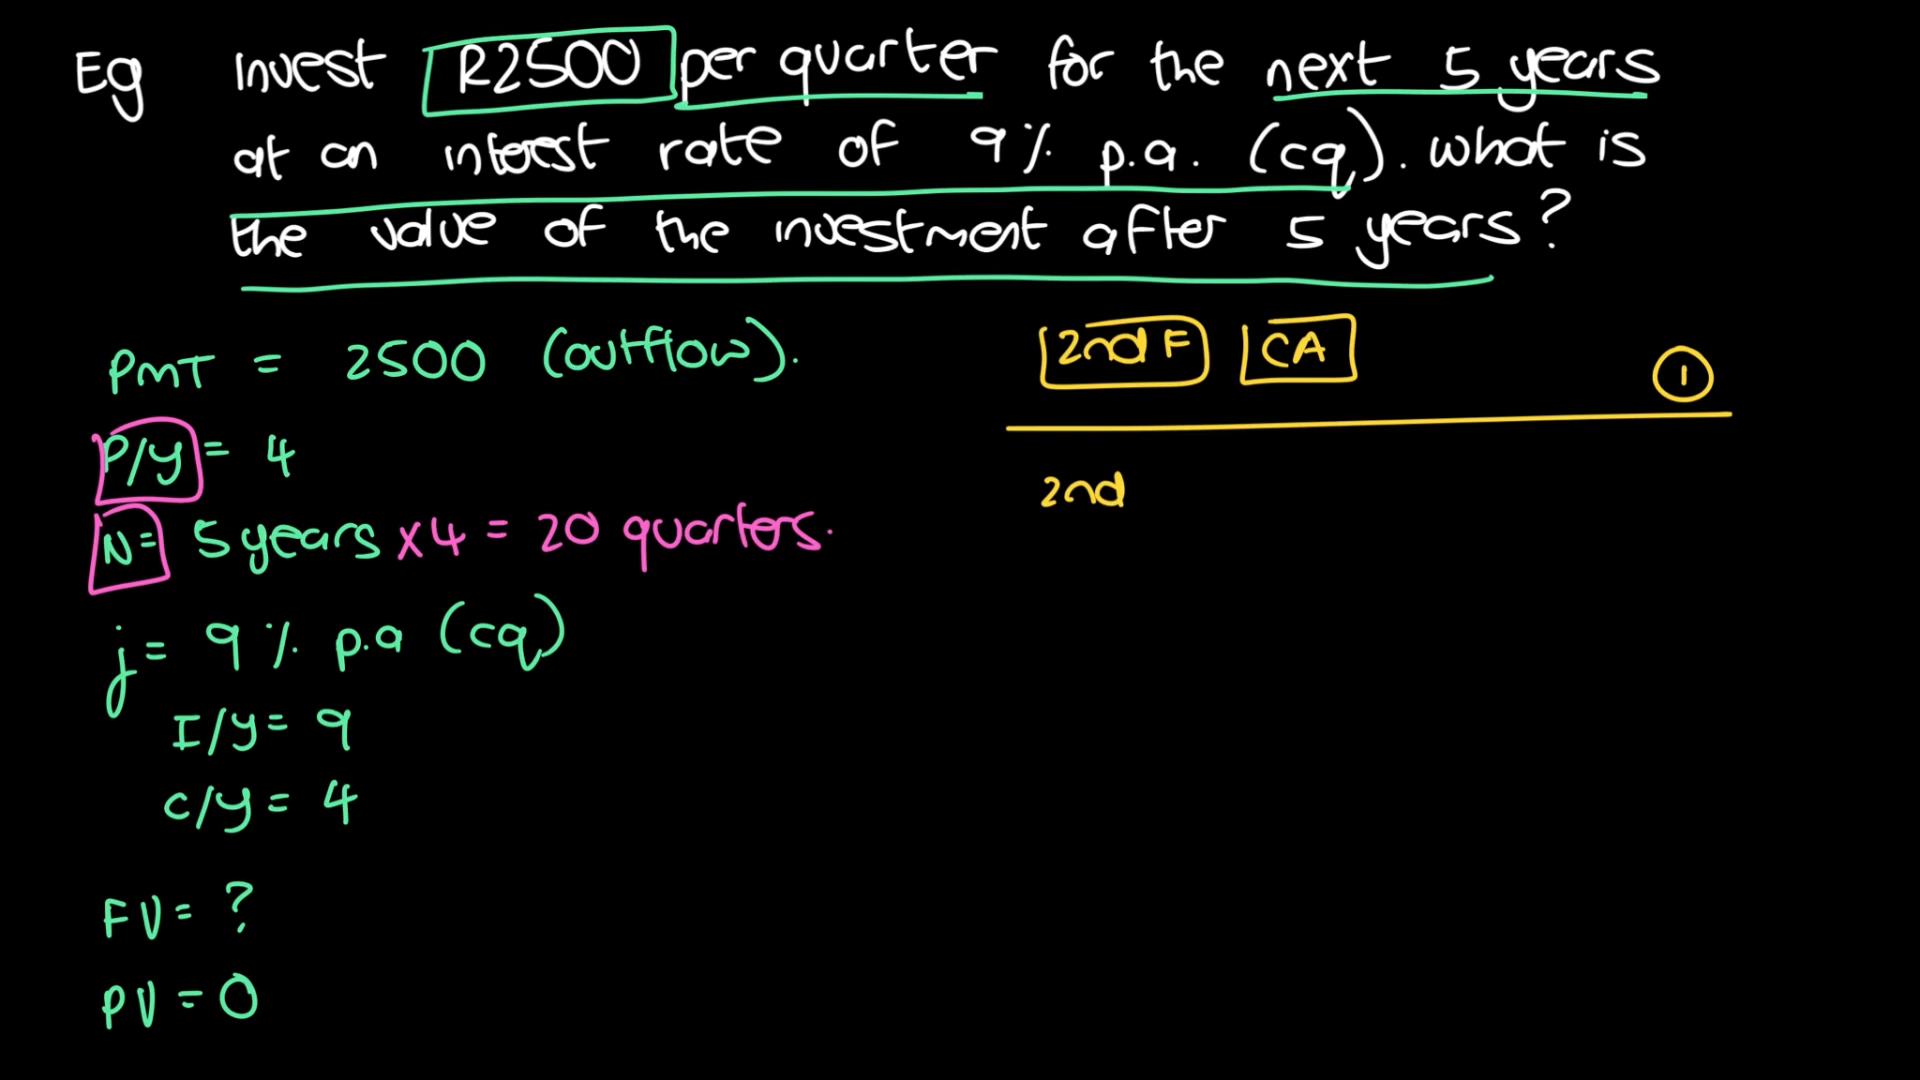 Eg invest R2500 per quarter for the next 5 years
at an interest rate of 9% p.a. (cq). what is
the value of the investment after 5 years?
PMT = 2500 (outflow).
P/Y = 4
N= 5 years x4 = 20 quarters.
j= 9% p.a (cq)
I/Y= 9
C/Y= 4
FV= ?
PV=0
2nd F CA
1
2nd